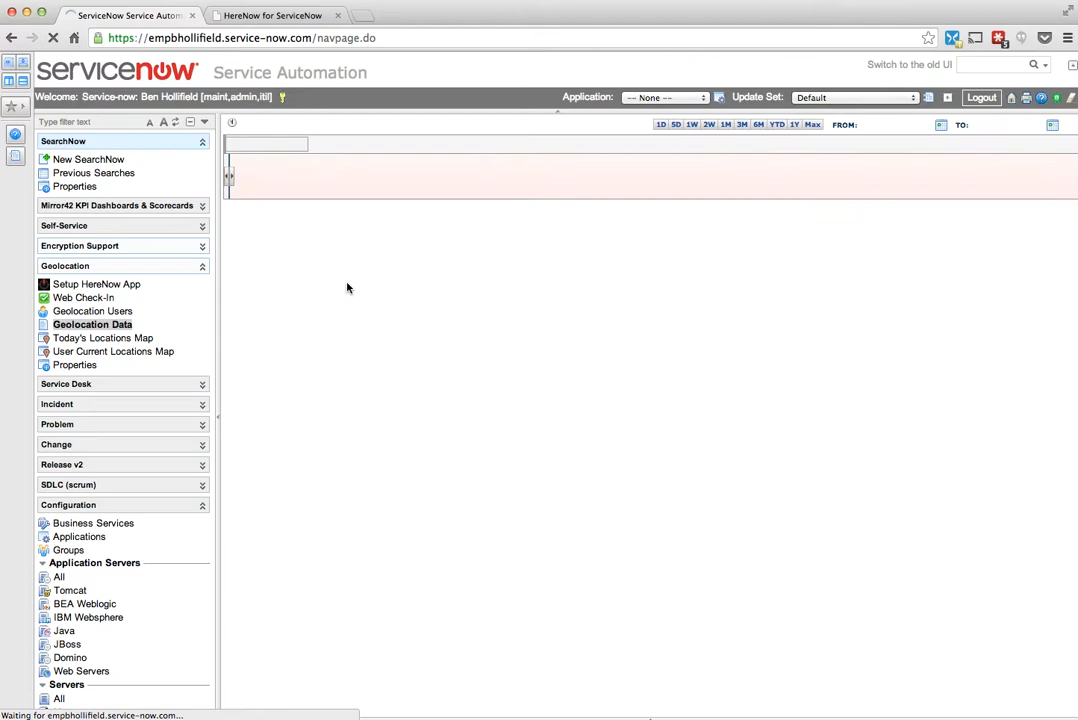 ServiceNow Service Autom
HereNow for ServiceNow
https://empbhollifield.service-now.com/navpage.do
servicenow Service Automation
Switch to the old UI
Welcome: Service-now: Ben Hollifield [maint,admin,itil]
Application: -- None -- Update Set: Default Logout
Type filter text A A
1D 5D 1W 2W 1M 3M 6M YTD 1Y Max FROM: TO:
SearchNow
New SearchNow
Previous Searches
Properties
Mirror42 KPI Dashboards & Scorecards
Self-Service
Encryption Support
Geolocation
Setup HereNow App
Web Check-In
Geolocation Users
Geolocation Data
Today's Locations Map
User Current Locations Map
Properties
Service Desk
Incident
Problem
Change
Release v2
SDLC (scrum)
Configuration
Business Services
Applications
Groups
Application Servers
All
Tomcat
BEA Weblogic
IBM Websphere
Java
JBoss
Domino
Web Servers
Servers
All
Waiting for empbhollifield.service-now.com...